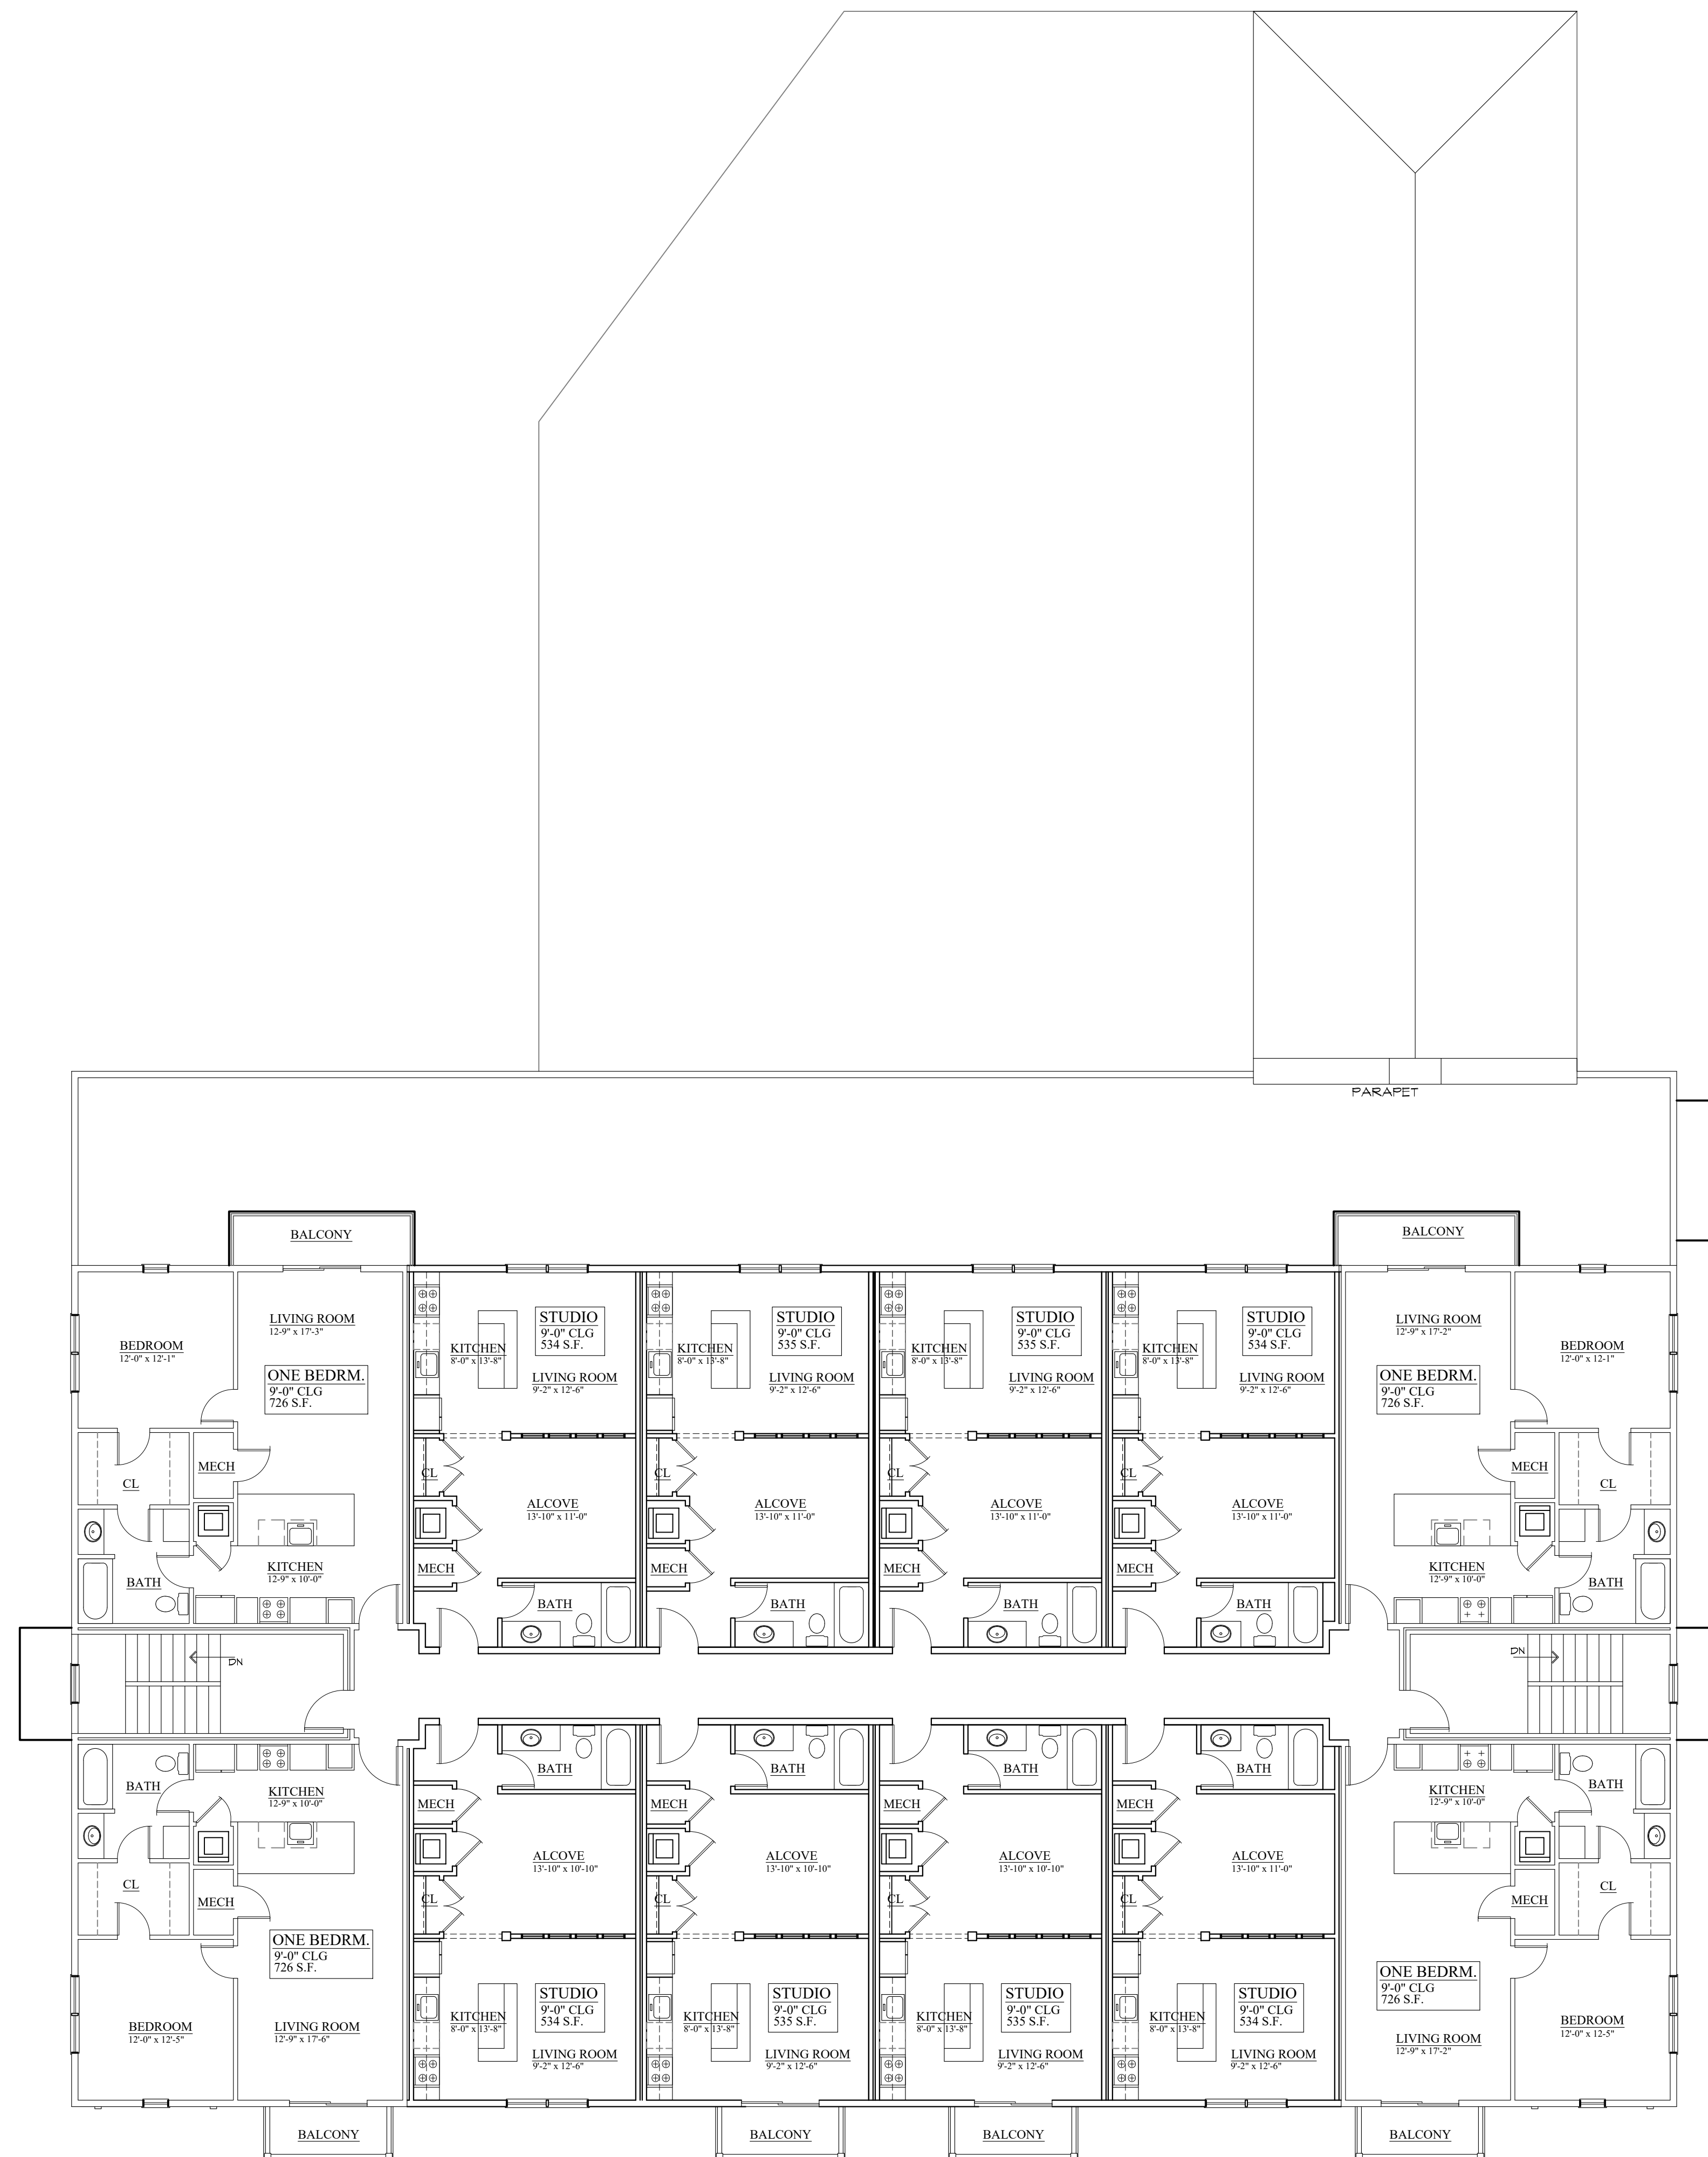 PARAPET
BALCONY
BALCONY
BEDROOM
12'-0" x 12'-1"
LIVING ROOM
12-9" x 17'-3"
ONE BEDRM.
9'-0" CLG
726 S.F.
CL
MECH
KITCHEN
12-9" x 10'-0"
BATH
STUDIO
9'-0" CLG
534 S.F.
KITCHEN
8'-0" x 13'-8"
LIVING ROOM
9'-2" x 12'-6"
CL
ALCOVE
13'-10" x 11'-0"
MECH
BATH
STUDIO
9'-0" CLG
535 S.F.
KITCHEN
8'-0" x 13'-8"
LIVING ROOM
9'-2" x 12'-6"
CL
ALCOVE
13'-10" x 11'-0"
MECH
BATH
STUDIO
9'-0" CLG
535 S.F.
KITCHEN
8'-0" x 13'-8"
LIVING ROOM
9'-2" x 12'-6"
CL
ALCOVE
13'-10" x 11'-0"
MECH
BATH
STUDIO
9'-0" CLG
534 S.F.
KITCHEN
8'-0" x 13'-8"
LIVING ROOM
9'-2" x 12'-6"
CL
ALCOVE
13'-10" x 11'-0"
MECH
BATH
LIVING ROOM
12'-9" x 17'-2"
BEDROOM
12'-0" x 12-1"
ONE BEDRM.
9'-0" CLG
726 S.F.
MECH
CL
KITCHEN
12'-9" x 10'-0"
BATH
DN
DN
BATH
KITCHEN
12-9" x 10'-0"
CL
MECH
ONE BEDRM.
9'-0" CLG
726 S.F.
BEDROOM
12'-0" x 12'-5"
LIVING ROOM
12'-9" x 17'-6"
BATH
MECH
ALCOVE
13'-10" x 10'-10"
CL
STUDIO
9'-0" CLG
534 S.F.
KITCHEN
8'-0" x 13'-8"
LIVING ROOM
9'-2" x 12'-6"
BATH
MECH
ALCOVE
13'-10" x 10'-10"
CL
STUDIO
9'-0" CLG
535 S.F.
KITCHEN
8'-0" x 13'-8"
LIVING ROOM
9'-2" x 12'-6"
BATH
MECH
ALCOVE
13'-10" x 10'-10"
CL
STUDIO
9'-0" CLG
535 S.F.
KITCHEN
8'-0" x 13'-8"
LIVING ROOM
9'-2" x 12'-6"
BATH
MECH
ALCOVE
13'-10" x 11'-0"
CL
STUDIO
9'-0" CLG
534 S.F.
KITCHEN
8'-0" x 13'-8"
LIVING ROOM
9'-2" x 12'-6"
KITCHEN
12'-9" x 10'-0"
BATH
MECH
CL
ONE BEDRM.
9'-0" CLG
726 S.F.
LIVING ROOM
12'-9" x 17'-2"
BEDROOM
12'-0" x 12-5"
BALCONY
BALCONY
BALCONY
BALCONY